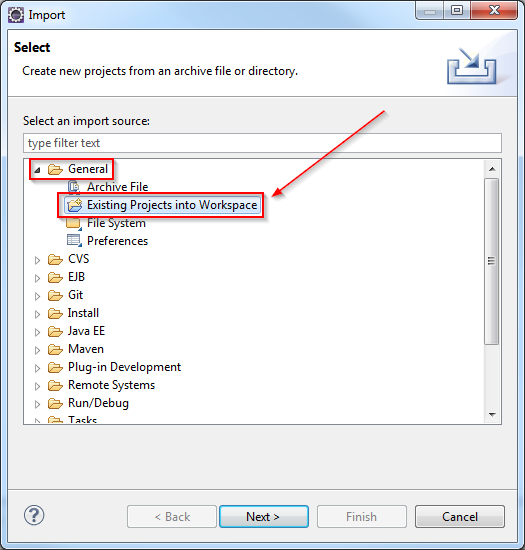 Import
Select
Create new projects from an archive file or directory.
Select an import source:
type filter text
General
Archive File
Existing Projects into Workspace
File System
Preferences
CVS
EJB
Git
Install
Java EE
Maven
Plug-in Development
Remote Systems
Run/Debug
Tasks
?
< Back
Next >
Finish
Cancel